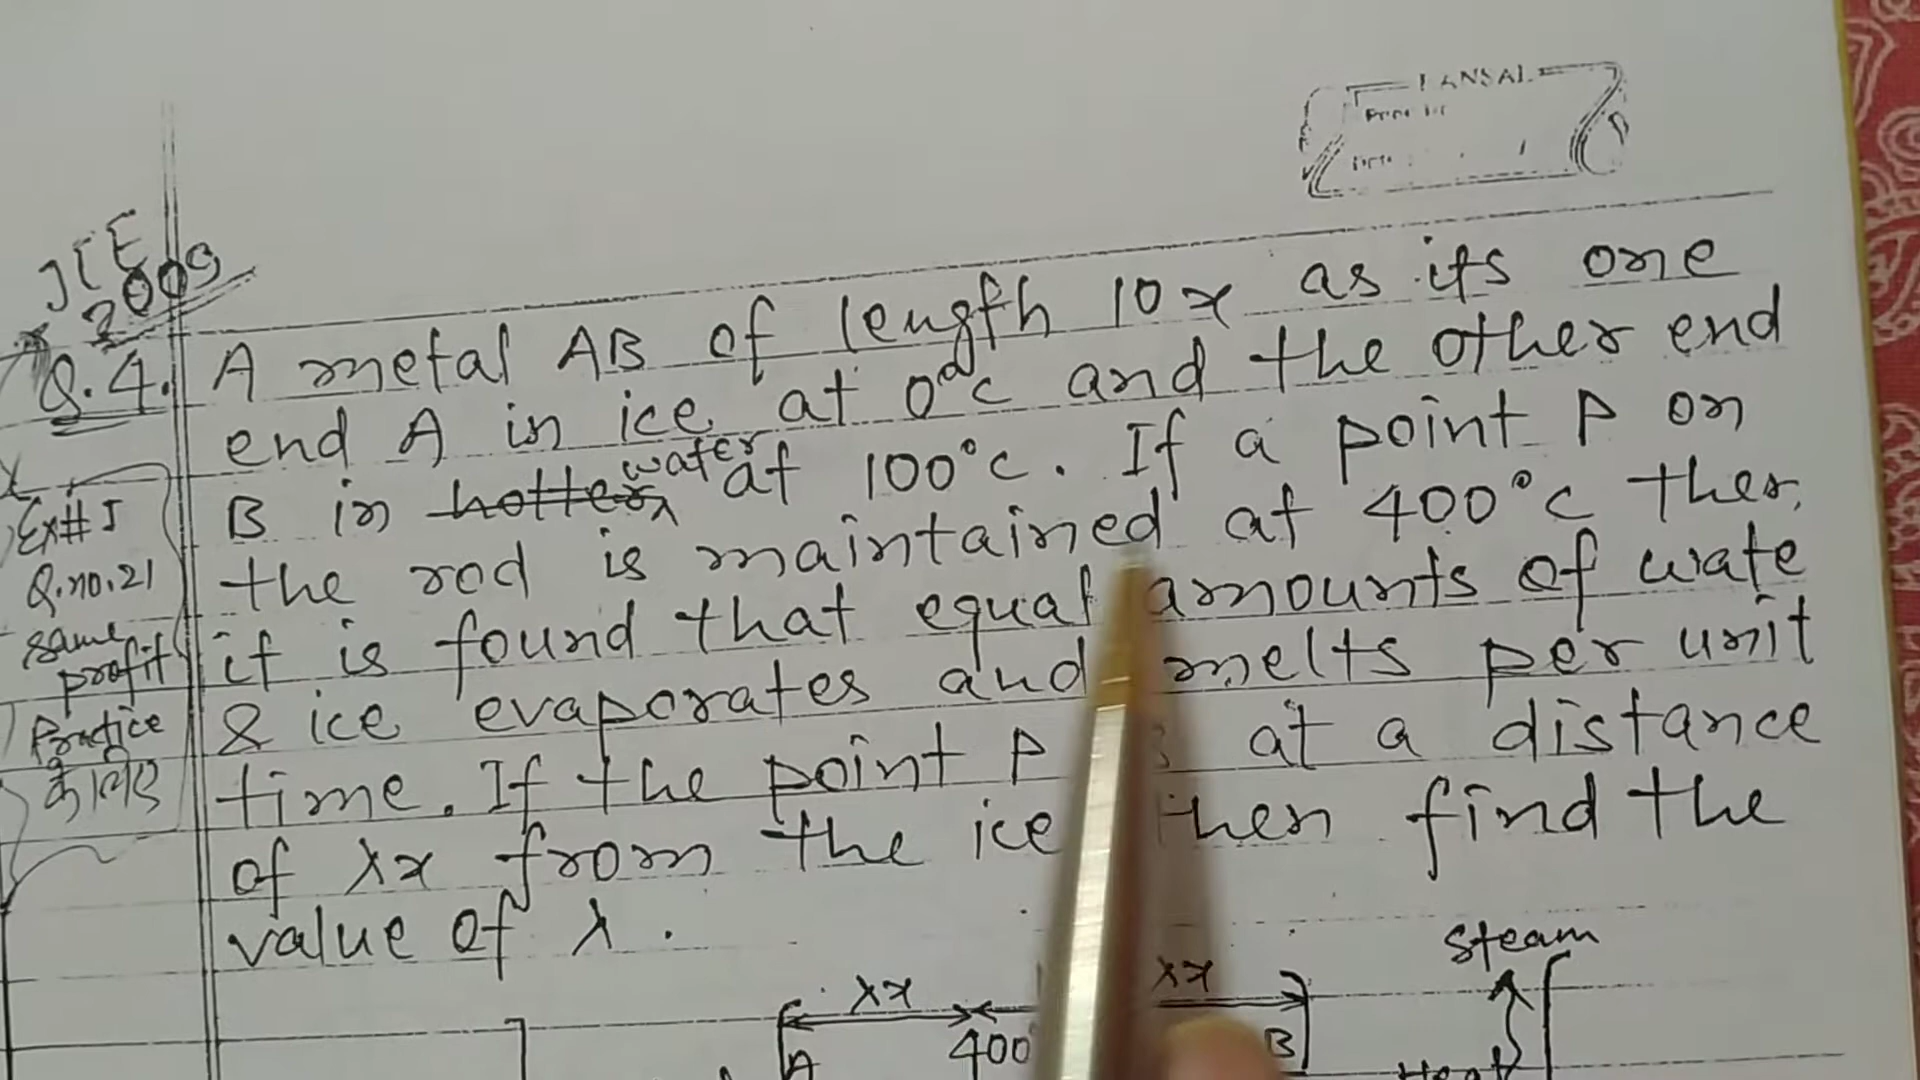 JEE
2009
Q.4. A metal AB of length 10x as its one
end A in ice at 0°c and the other end
B in water at 100°c. If a point P on
the rod is maintained at 400°c then
it is found that equal amounts of wate
& ice evaporates and melts per unit
time. If the point P at a distance
of λx from the ice then find the
value of λ.
Ex#I
Q.no.21
same
profit
Practice
के लिए
λx
λx
Steam
A
400
B